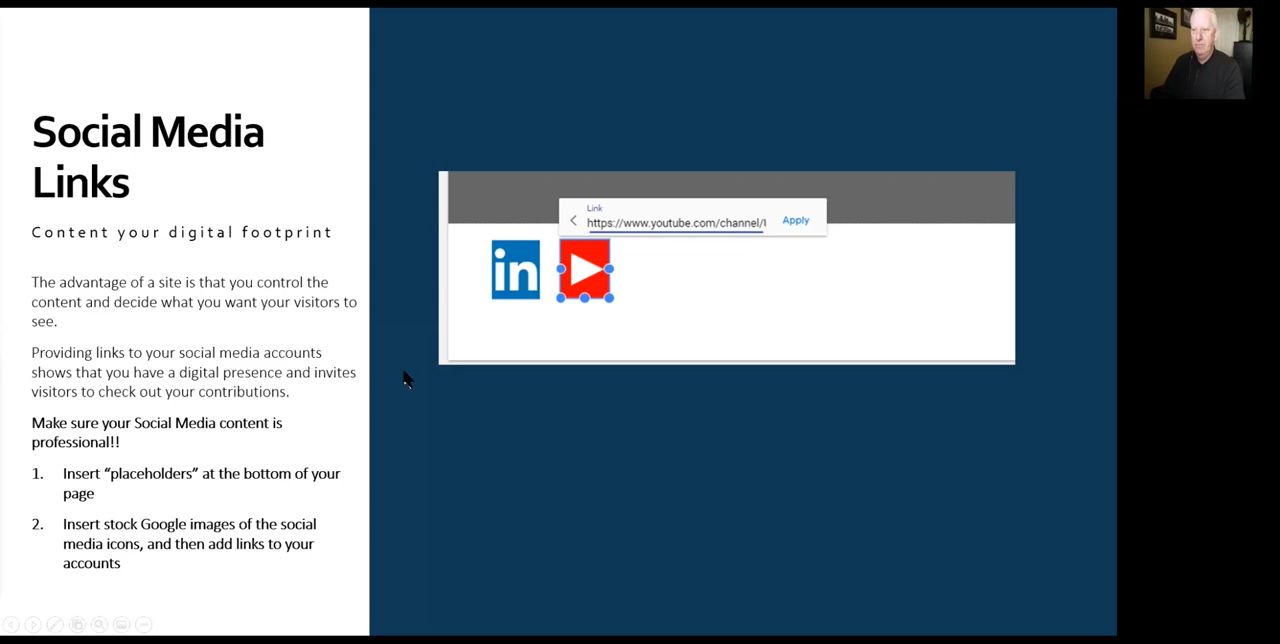 Social Media
Links
Content your digital footprint
The advantage of a site is that you control the
content and decide what you want your visitors to
see.
Providing links to your social media accounts
shows that you have a digital presence and invites
visitors to check out your contributions.
Make sure your Social Media content is
professional!!
1. Insert “placeholders” at the bottom of your
page
2. Insert stock Google images of the social
media icons, and then add links to your
accounts
Link
https://www.youtube.com/channel/
Apply
in